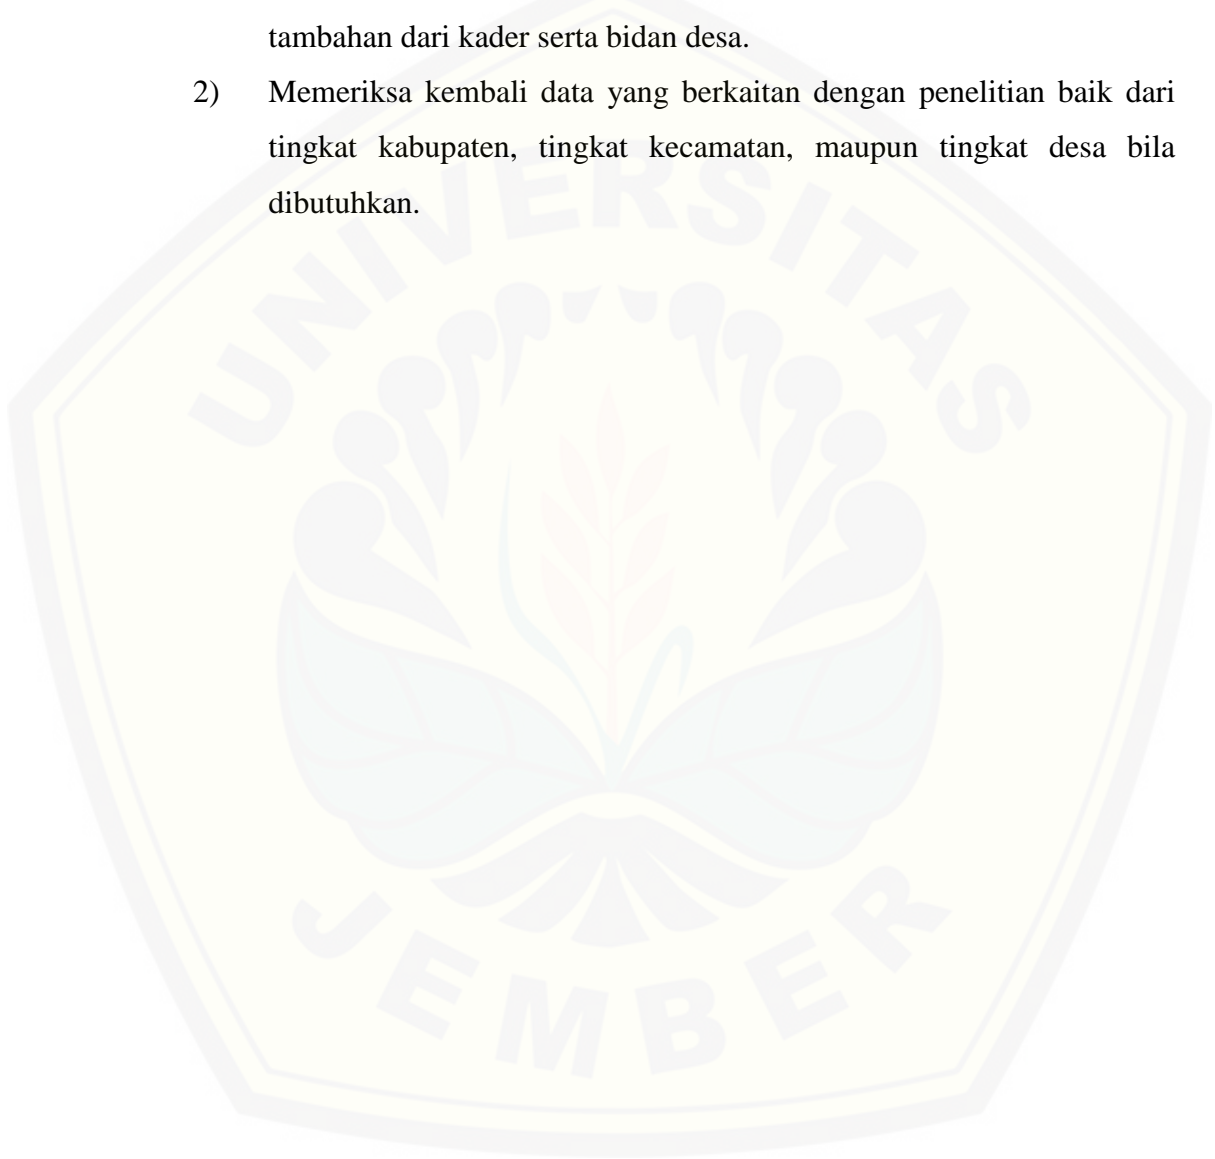 tambahan dari kader serta bidan desa.
2) Memeriksa kembali data yang berkaitan dengan penelitian baik dari
tingkat kabupaten, tingkat kecamatan, maupun tingkat desa bila
dibutuhkan.
UNIVERSITAS
JEMBER